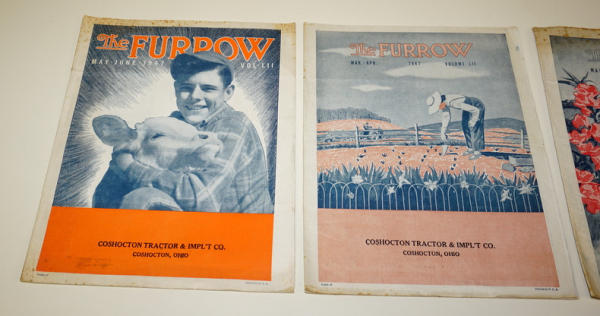 The FURROW
MAY JUNE 1947 VOL·LII
COSHOCTON TRACTOR & IMPL'T CO.
COSHOCTON, OHIO
The FURROW
MAR.-APR. 1947 VOLUME LII
COSHOCTON TRACTOR & IMPL'T CO.
COSHOCTON, OHIO